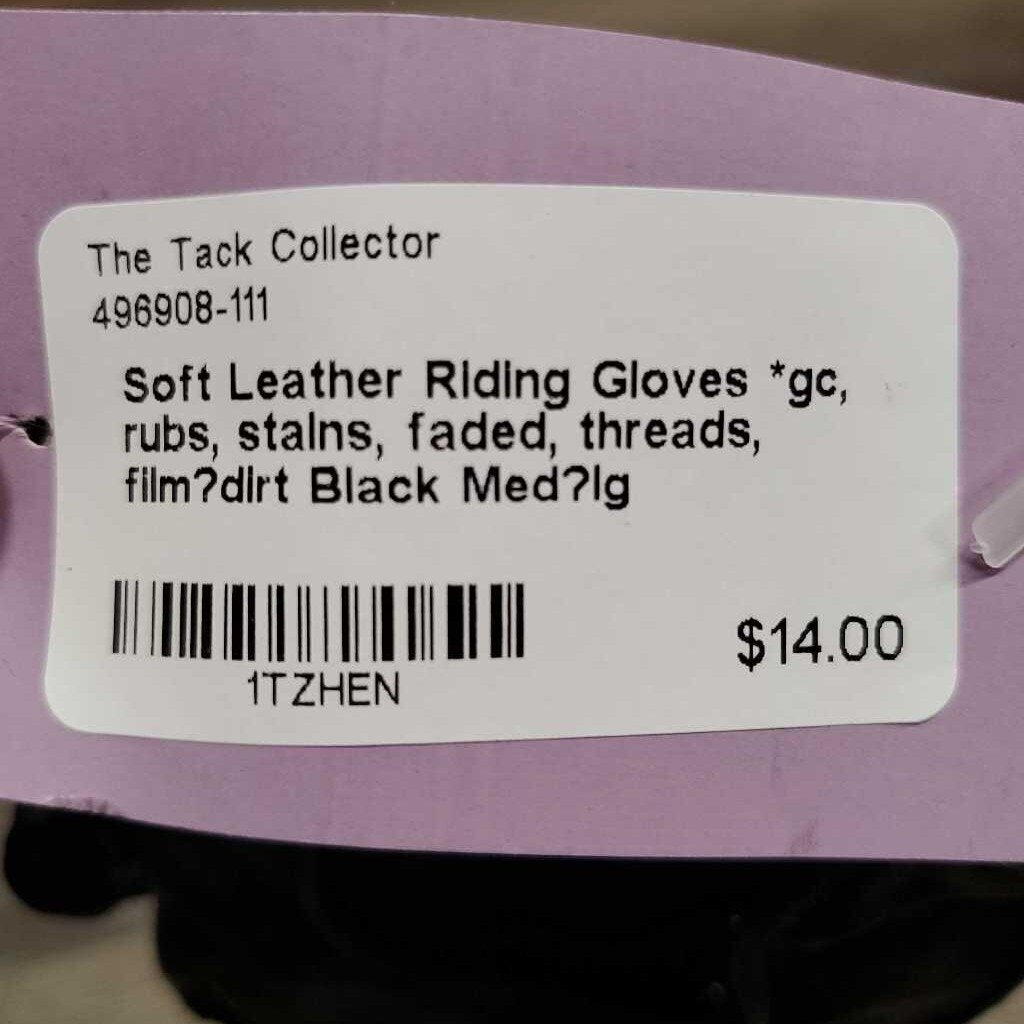 The Tack Collector
496908-111
Soft Leather Riding Gloves *gc,
rubs, stains, faded, threads,
film?dirt Black Med?lg
1TZHEN
$14.00